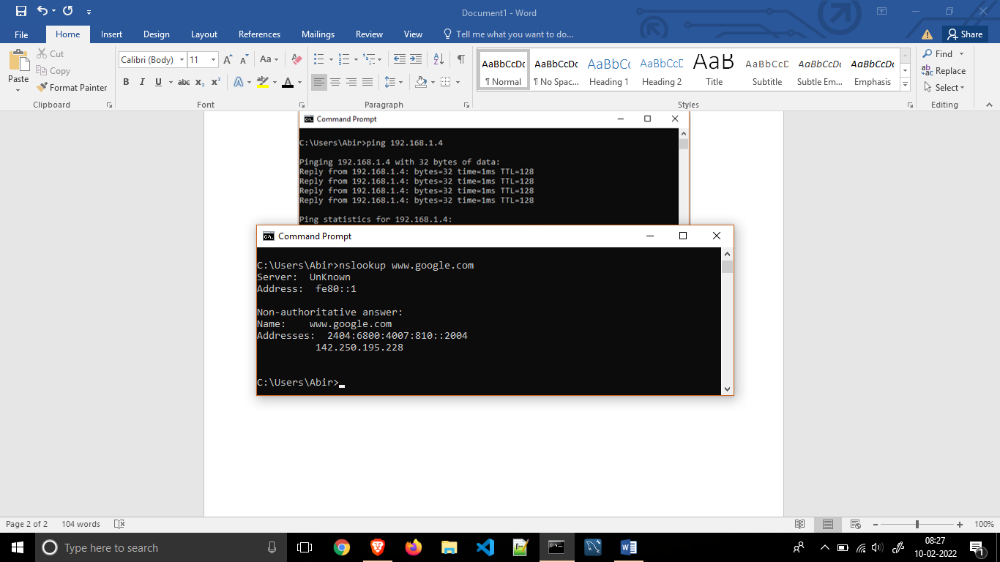 Document1 - Word
File Home Insert Design Layout References Mailings Review View Tell me what you want to do... Share
Paste
Cut
Copy
Format Painter
Clipboard
Calibri (Body) 11
Font
Paragraph
AaBbCcDc AaBbCcDc AaBbCc AaBbCcD AaB AaBbCcD AaBbCcDc AaBbCcDc
¶ Normal ¶ No Spac... Heading 1 Heading 2 Title Subtitle Subtle Em... Emphasis
Styles
Find
Replace
Select
Editing
Command Prompt
C:\Users\Abir>ping 192.168.1.4
Pinging 192.168.1.4 with 32 bytes of data:
Reply from 192.168.1.4: bytes=32 time=1ms TTL=128
Reply from 192.168.1.4: bytes=32 time=1ms TTL=128
Reply from 192.168.1.4: bytes=32 time=1ms TTL=128
Reply from 192.168.1.4: bytes=32 time=1ms TTL=128
Ping statistics for 192.168.1.4:
Command Prompt
C:\Users\Abir>nslookup www.google.com
Server:  UnKnown
Address:  fe80::1
Non-authoritative answer:
Name:    www.google.com
Addresses:  2404:6800:4007:810::2004
142.250.195.228
C:\Users\Abir>
Page 2 of 2 104 words 100%
Type here to search
08:27
10-02-2022
1